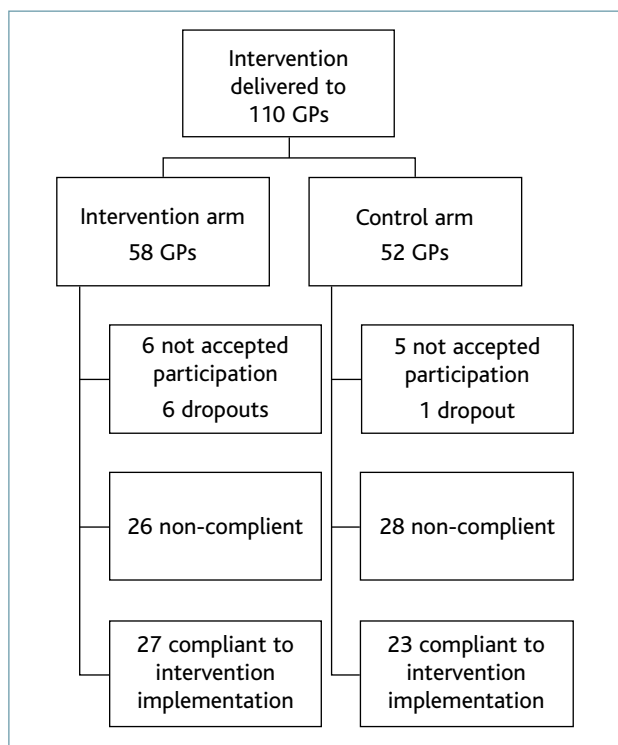 Intervention
delivered to
110 GPs
Intervention arm
58 GPs
Control arm
52 GPs
6 not accepted
participation
6 dropouts
5 not accepted
participation
1 dropout
26 non-complient
28 non-complient
27 compliant to
intervention
implementation
23 compliant to
intervention
implementation